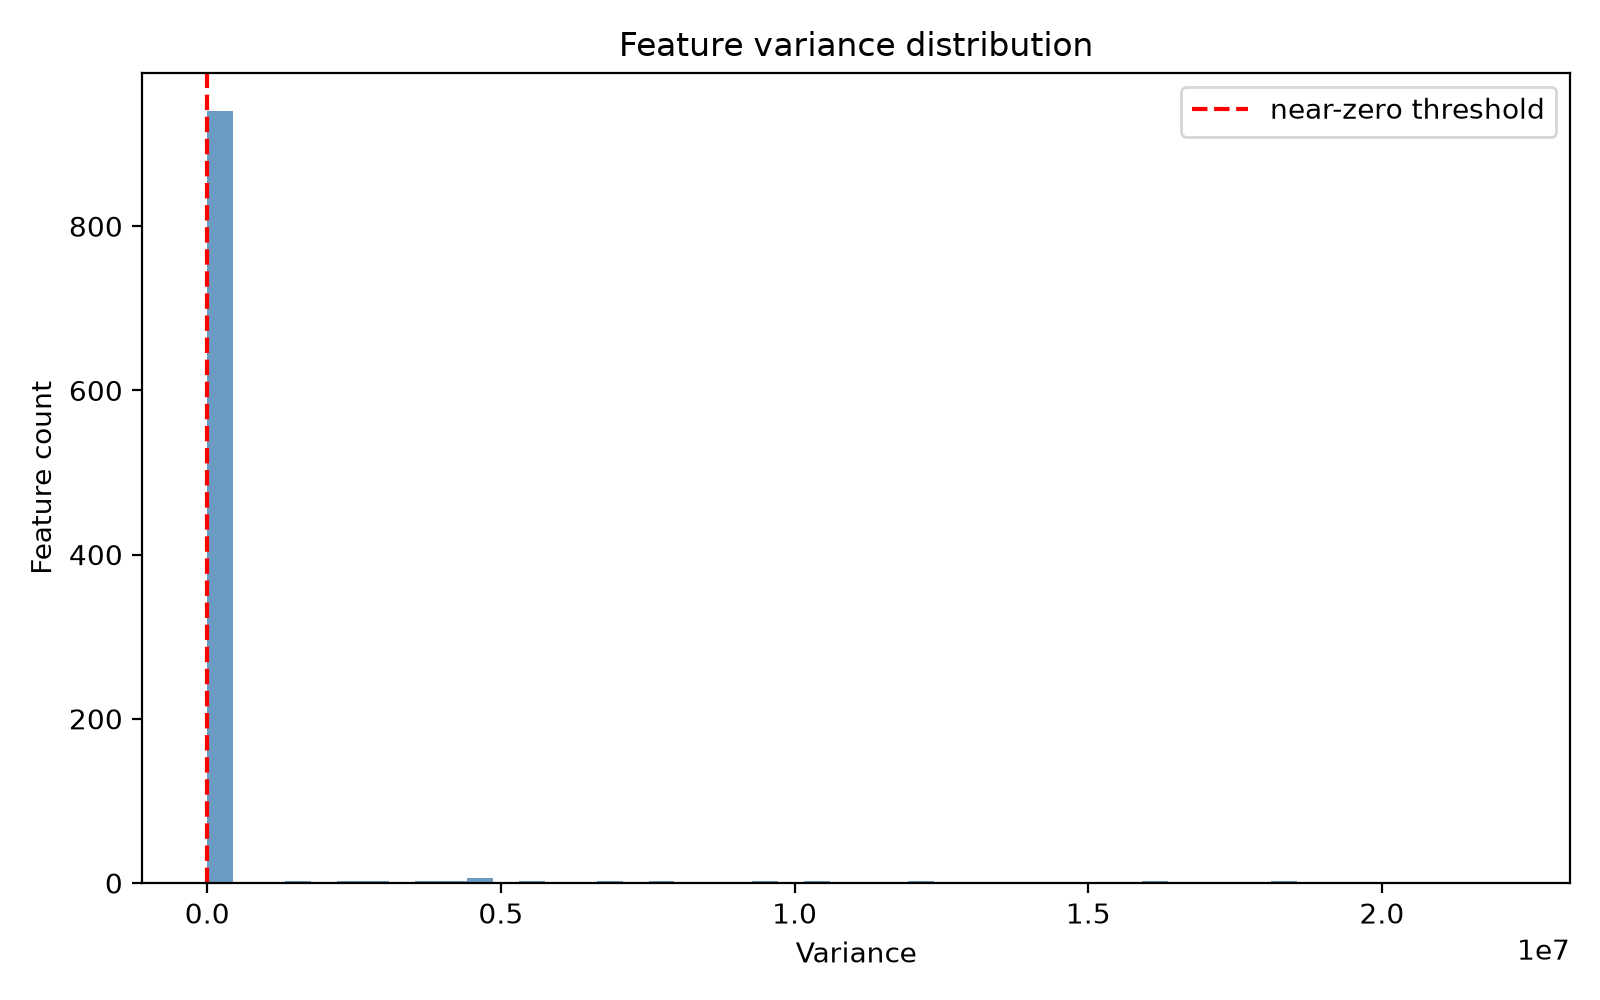 Feature variance distribution
near-zero threshold
Feature count
800
600
400
200
0
0.0 0.5 1.0 1.5 2.0
1e7
Variance